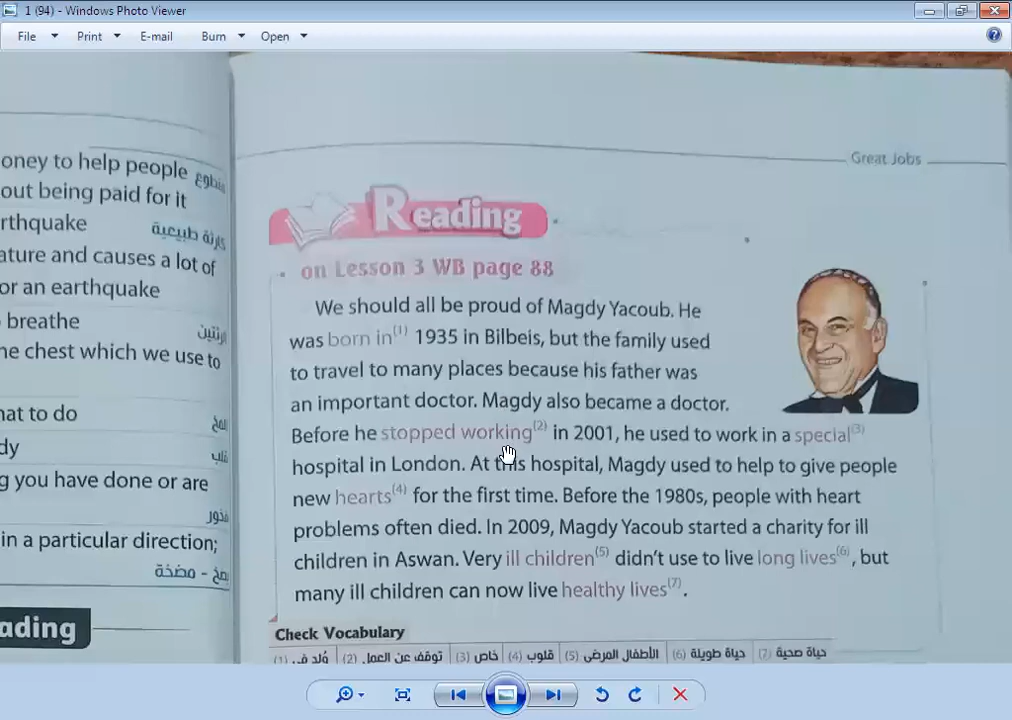 1 (94) - Windows Photo Viewer
File Print E-mail Burn Open
oney to help people
out being paid for it
rthquake
كارثة طبيعية
ature and causes a lot of
or an earthquake
breathe
he chest which we use to
hat to do
مخ
dy
قلب
g you have done or are
فخور
in a particular direction;
مضخة
ading
Great Jobs
Reading
on Lesson 3 WB page 88
We should all be proud of Magdy Yacoub. He
was born in(1) 1935 in Bilbeis, but the family used
to travel to many places because his father was
an important doctor. Magdy also became a doctor.
Before he stopped working(2) in 2001, he used to work in a special(3)
hospital in London. At this hospital, Magdy used to help to give people
new hearts(4) for the first time. Before the 1980s, people with heart
problems often died. In 2009, Magdy Yacoub started a charity for ill
children in Aswan. Very ill children(5) didn't use to live long lives(6), but
many ill children can now live healthy lives(7).
Check Vocabulary
(1) وُلد في (2) توقف عن العمل (3) خاص (4) قلوب (5) الأطفال المرضى (6) حياة طويلة (7) حياة صحية